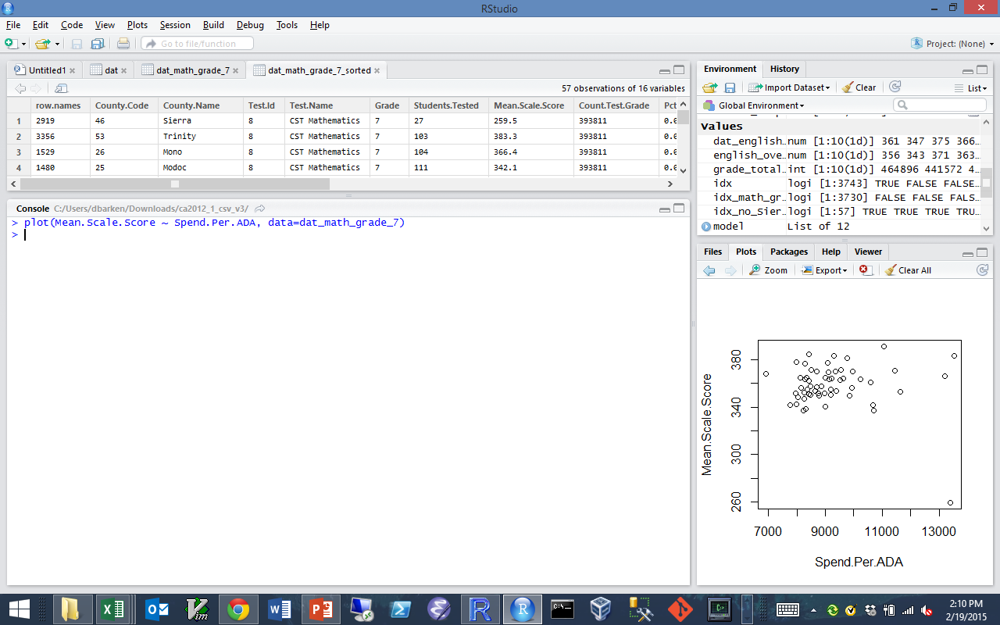 RStudio
File Edit Code View Plots Session Build Debug Tools Help
Go to file/function
Project: (None)
Untitled1 dat dat_math_grade_7 dat_math_grade_7_sorted
57 observations of 16 variables
row.names County.Code County.Name Test.Id Test.Name Grade Students.Tested Mean.Scale.Score Count.Test.Grade Pct
1 2919 46 Sierra 8 CST Mathematics 7 27 259.5 393811 0.0
2 3356 53 Trinity 8 CST Mathematics 7 103 383.3 393811 0.0
3 1529 26 Mono 8 CST Mathematics 7 104 366.4 393811 0.0
4 1480 25 Modoc 8 CST Mathematics 7 111 342.1 393811 0.0
Console C:/Users/dbarken/Downloads/ca2012_1_csv_v3/
> plot(Mean.Scale.Score ~ Spend.Per.ADA, data=dat_math_grade_7)
>
Environment History
Import Dataset Clear List
Global Environment
Values
dat_english… num [1:10(1d)] 361 347 375 366…
english_ove… num [1:10(1d)] 356 343 371 363…
grade_total… int [1:10(1d)] 464896 441572 4…
idx logi [1:3743] TRUE FALSE FALSE…
idx_math_gr… logi [1:3730] FALSE FALSE FALS…
idx_no_Sier… logi [1:57] TRUE TRUE TRUE TRU…
model List of 12
Files Plots Packages Help Viewer
Zoom Export Clear All
Mean.Scale.Score
380
340
300
260
7000 9000 11000 13000
Spend.Per.ADA
2:10 PM
2/19/2015